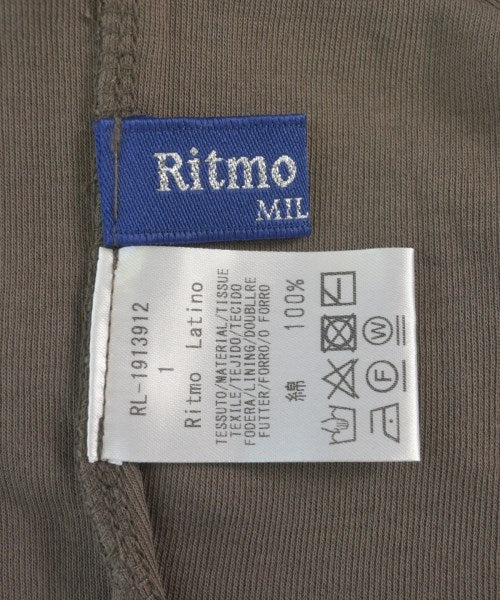 Ritmo
MIL
RL-1913912
1
Ritmo Latino
TESSUTO/MATERIAL/TISSUE
TEXILE/TEJIDO/TECIDO
FODERA/LINING/DOUBLLRE
FUTTER/FORRO/O FORRO
綿 100%
W
F